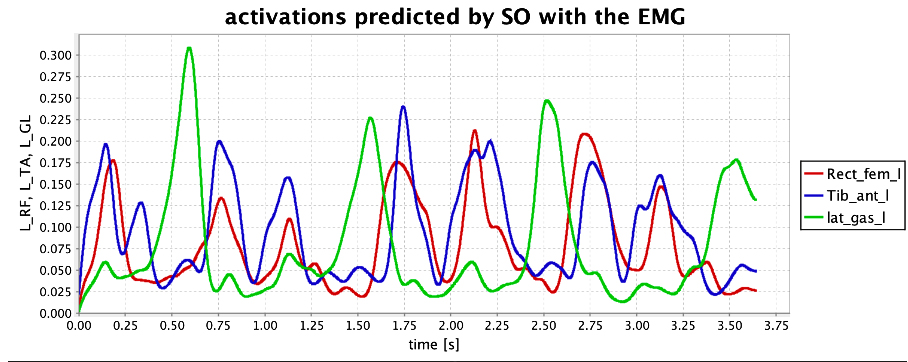 activations predicted by SO with the EMG
L_RF, L_TA, L_GL
0.300
0.275
0.250
0.225
0.200
0.175
0.150
0.125
0.100
0.075
0.050
0.025
0.000
0.00 0.25 0.50 0.75 1.00 1.25 1.50 1.75 2.00 2.25 2.50 2.75 3.00 3.25 3.50 3.75
time [s]
Rect_fem_l
Tib_ant_l
lat_gas_l